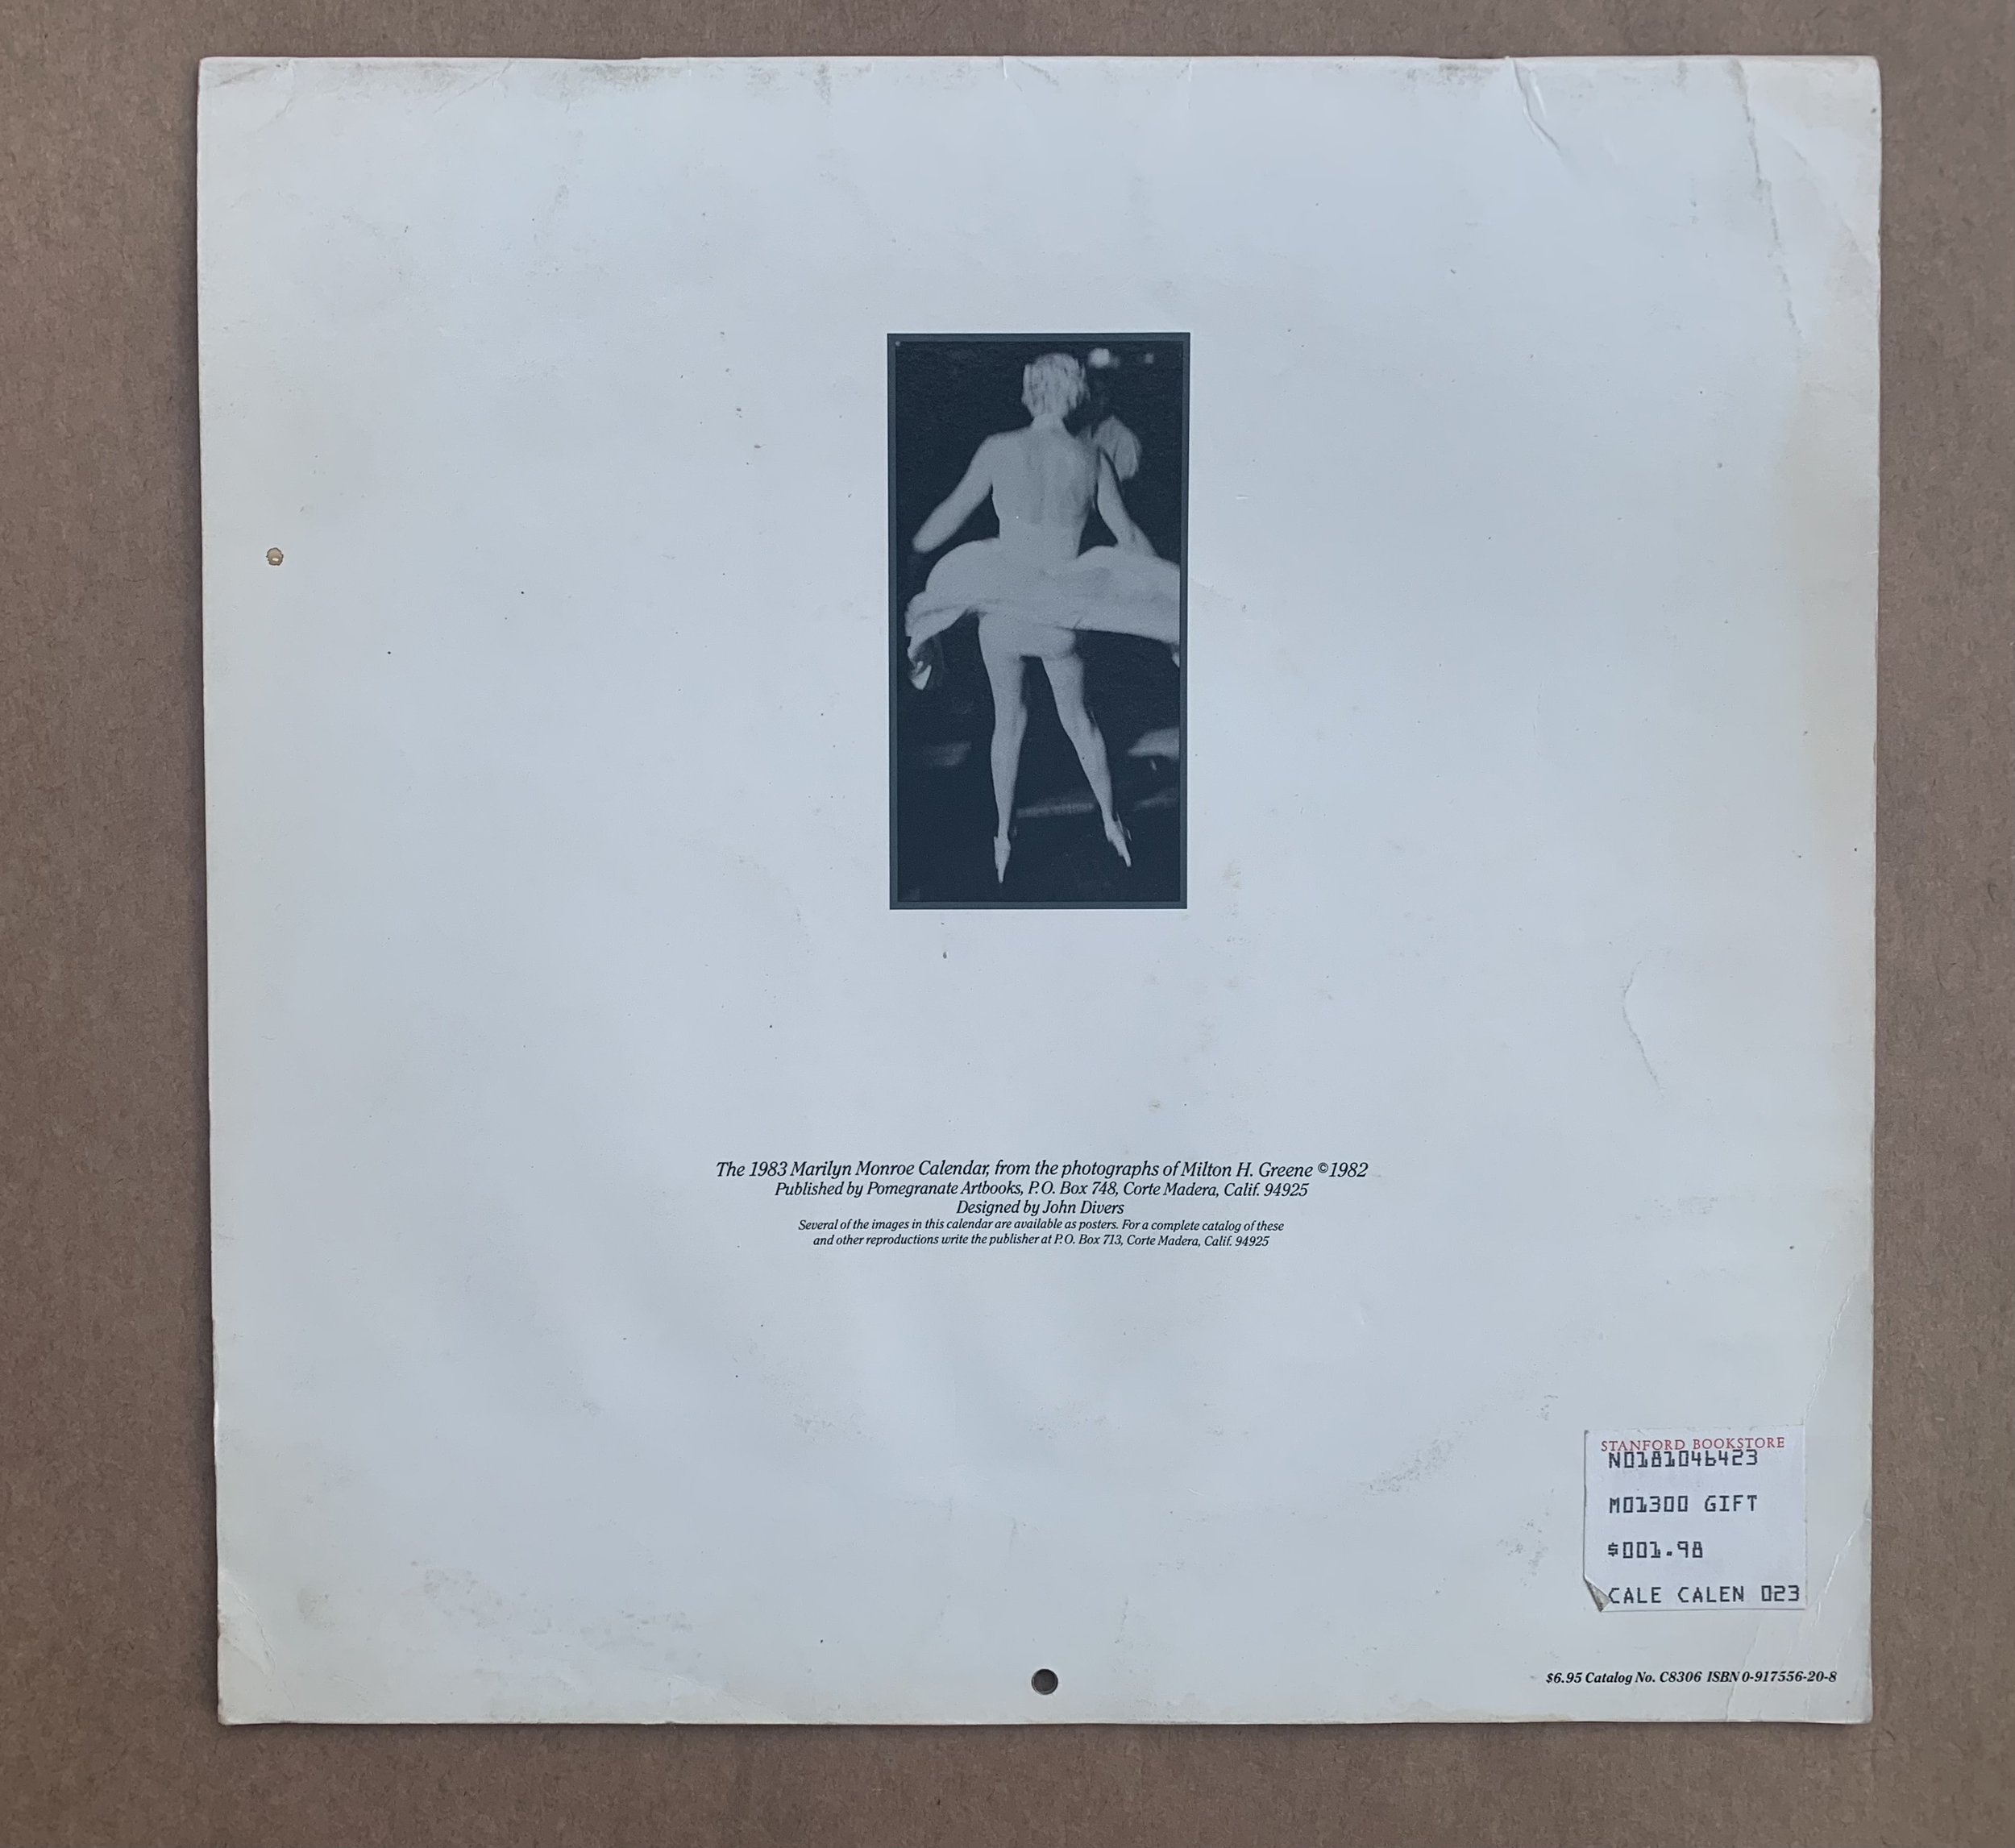 The 1983 Marilyn Monroe Calendar, from the photographs of Milton H. Greene ©1982
Published by Pomegranate Artbooks, P.O. Box 748, Corte Madera, Calif. 94925
Designed by John Divers
Several of the images in this calendar are available as posters. For a complete catalog of these
and other reproductions write the publisher at P.O. Box 713, Corte Madera, Calif. 94925
STANFORD BOOKSTORE
N0181046423
M01300 GIFT
$001.98
CALE CALEN 023
$6.95 Catalog No. C8306 ISBN 0-917556-20-8